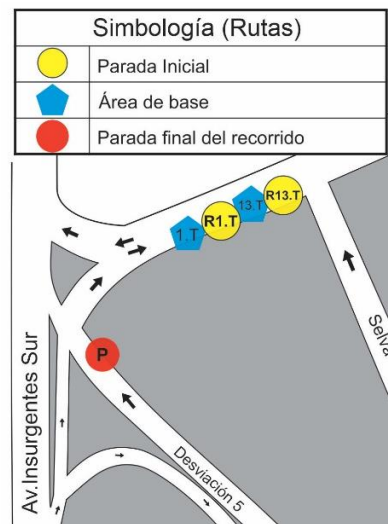 Simbología (Rutas)
Parada Inicial
Área de base
Parada final del recorrido
R13.T
13.T
R1.T
1.T
P
Selva
Av.Insurgentes Sur
Desviación 5